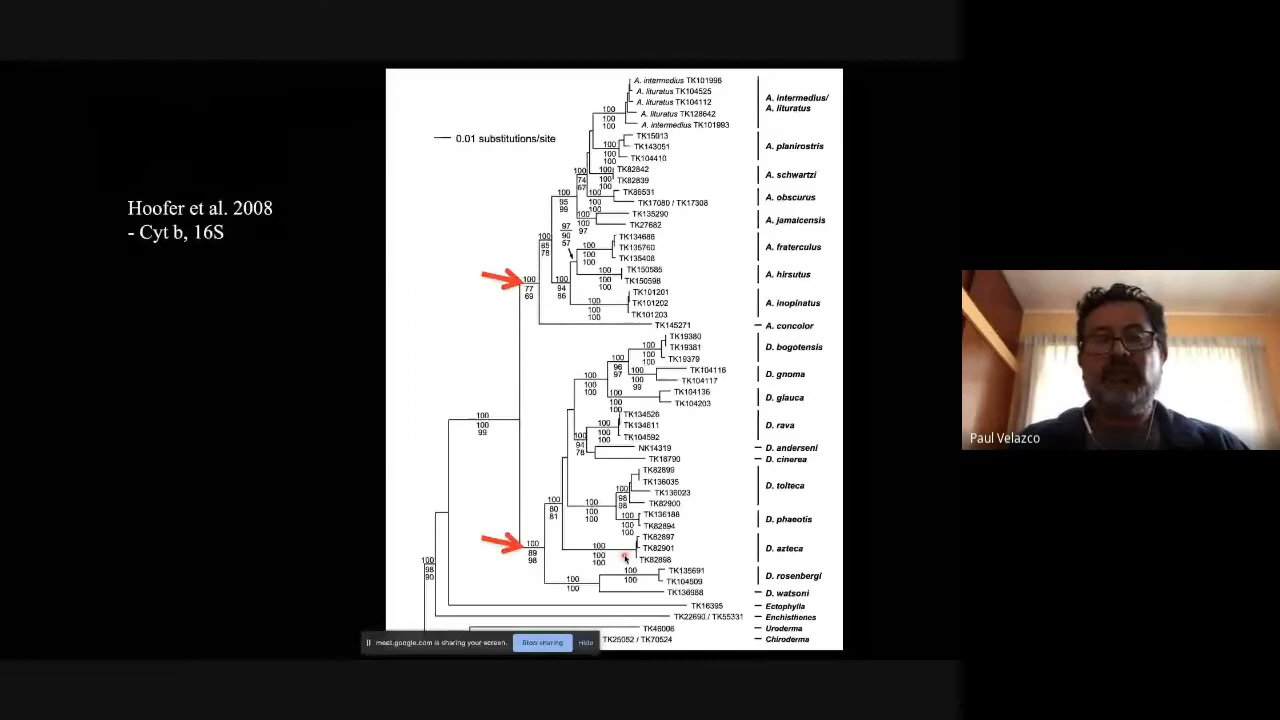 Hoofer et al. 2008
- Cyt b, 16S
0.01 substitutions/site
A. intermedius TK101996
A. lituratus TK104525
A. lituratus TK104112
A. lituratus TK128642
A. intermedius TK101993
A. intermedius/
A. lituratus
TK15013
TK143051
TK104410
A. planirostris
TK82842
TK82839
A. schwartzi
TK86531
TK17080 / TK17308
A. obscurus
TK135290
TK27682
A. jamaicensis
TK134686
TK135760
TK135408
A. fraterculus
TK150585
TK150598
A. hirsutus
TK101201
TK101202
TK101203
A. inopinatus
TK145271
A. concolor
TK19380
TK19381
TK19379
D. bogotensis
TK104116
TK104117
D. gnoma
TK104136
TK104203
D. glauca
TK134526
TK134611
TK104592
D. rava
NK14319
D. anderseni
TK18790
D. cinerea
TK82899
TK136035
TK136023
TK82900
D. tolteca
TK136188
TK82894
D. phaeotis
TK82897
TK82901
TK82898
D. azteca
TK135691
TK104509
D. rosenbergi
TK136988
D. watsoni
TK16395
Ectophylla
TK22690 / TK55331
Enchisthenes
TK46006
Uroderma
TK25052 / TK70524
Chiroderma
meet.google.com is sharing your screen.
Stop sharing
Hide
Paul Velazco